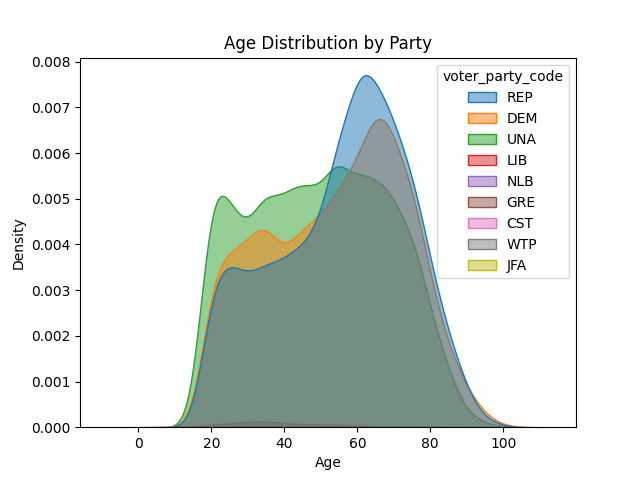 Age Distribution by Party
voter_party_code
REP
DEM
UNA
LIB
NLB
GRE
CST
WTP
JFA
Density
0.008
0.007
0.006
0.005
0.004
0.003
0.002
0.001
0.000
0 20 40 60 80 100
Age